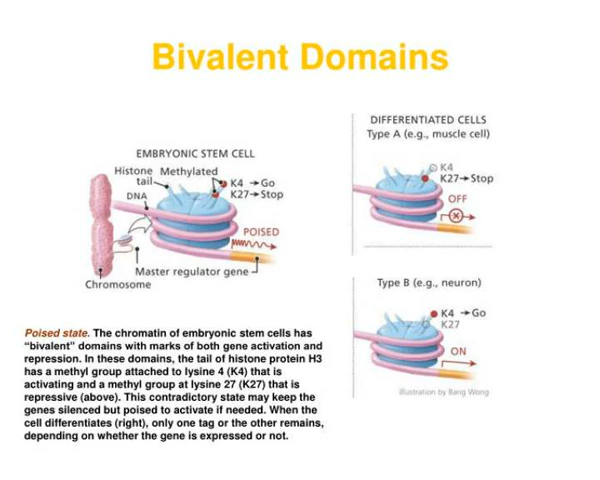 Bivalent Domains
EMBRYONIC STEM CELL
Histone Methylated
tail
K4 → Go
K27→Stop
DNA
POISED
Master regulator gene
Chromosome
Poised state. The chromatin of embryonic stem cells has
“bivalent” domains with marks of both gene activation and
repression. In these domains, the tail of histone protein H3
has a methyl group attached to lysine 4 (K4) that is
activating and a methyl group at lysine 27 (K27) that is
repressive (above). This contradictory state may keep the
genes silenced but poised to activate if needed. When the
cell differentiates (right), only one tag or the other remains,
depending on whether the gene is expressed or not.
DIFFERENTIATED CELLS
Type A (e.g., muscle cell)
K4
K27→Stop
OFF
Type B (e.g., neuron)
K4 → Go
K27
ON
Illustration by Bang Wong